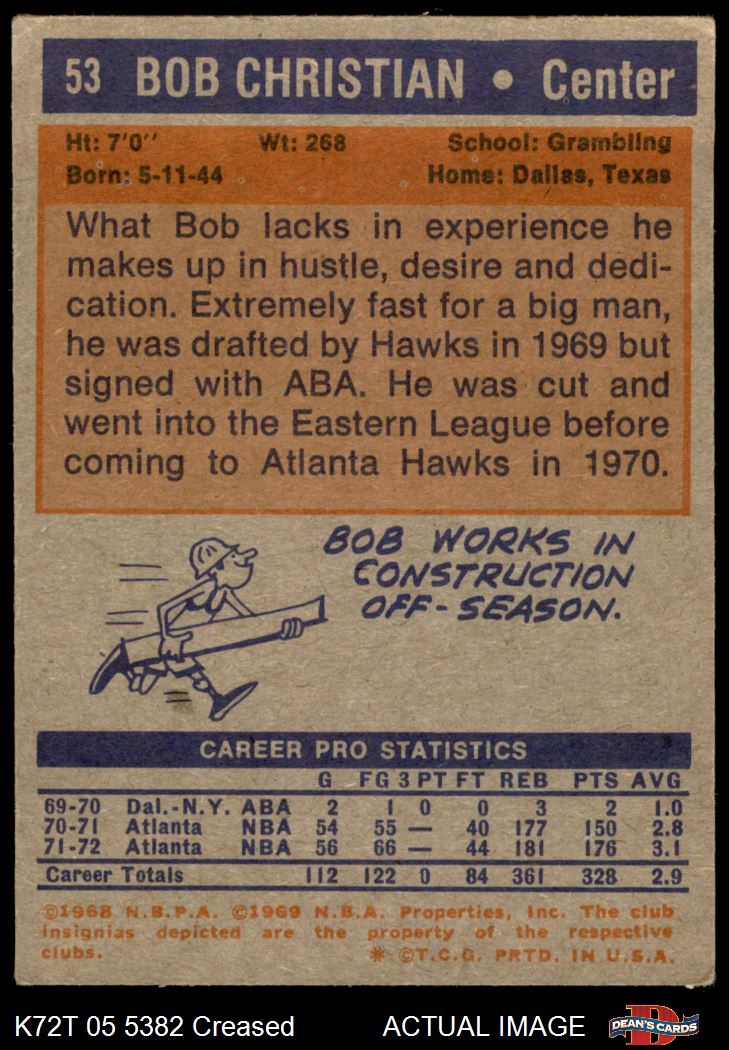 53 BOB CHRISTIAN • Center
Ht: 7'0'' Wt: 268 School: Grambling
Born: 5-11-44 Home: Dallas, Texas
What Bob lacks in experience he
makes up in hustle, desire and dedi-
cation. Extremely fast for a big man,
he was drafted by Hawks in 1969 but
signed with ABA. He was cut and
went into the Eastern League before
coming to Atlanta Hawks in 1970.
BOB WORKS IN
CONSTRUCTION
OFF-SEASON.
CAREER PRO STATISTICS
G FG 3 PT FT REB PTS AVG
69-70 Dal.-N.Y. ABA 2 1 0 0 3 2 1.0
70-71 Atlanta NBA 54 55 — 40 177 150 2.8
71-72 Atlanta NBA 56 66 — 44 181 176 3.1
Career Totals 112 122 0 84 361 328 2.9
©1968 N.B.P.A. ©1969 N.B.A. Properties, Inc. The club
insignias depicted are the property of the respective
clubs. * ©T.C.G. PRTD. IN U.S.A.
K72T 05 5382 Creased ACTUAL IMAGE D DEAN'S CARDS